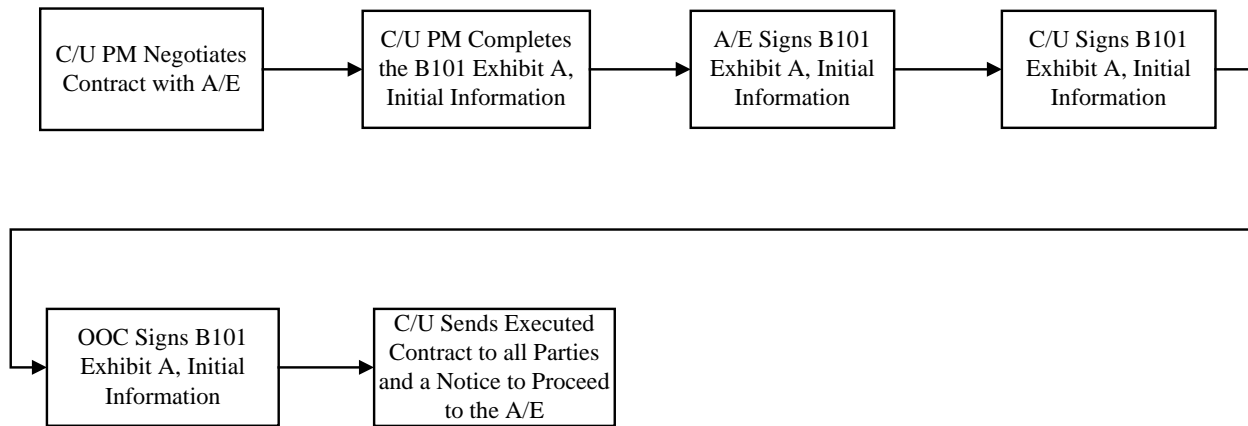 C/U PM Negotiates
Contract with A/E
C/U PM Completes
the B101 Exhibit A,
Initial Information
A/E Signs B101
Exhibit A, Initial
Information
C/U Signs B101
Exhibit A, Initial
Information
OOC Signs B101
Exhibit A, Initial
Information
C/U Sends Executed
Contract to all Parties
and a Notice to Proceed
to the A/E